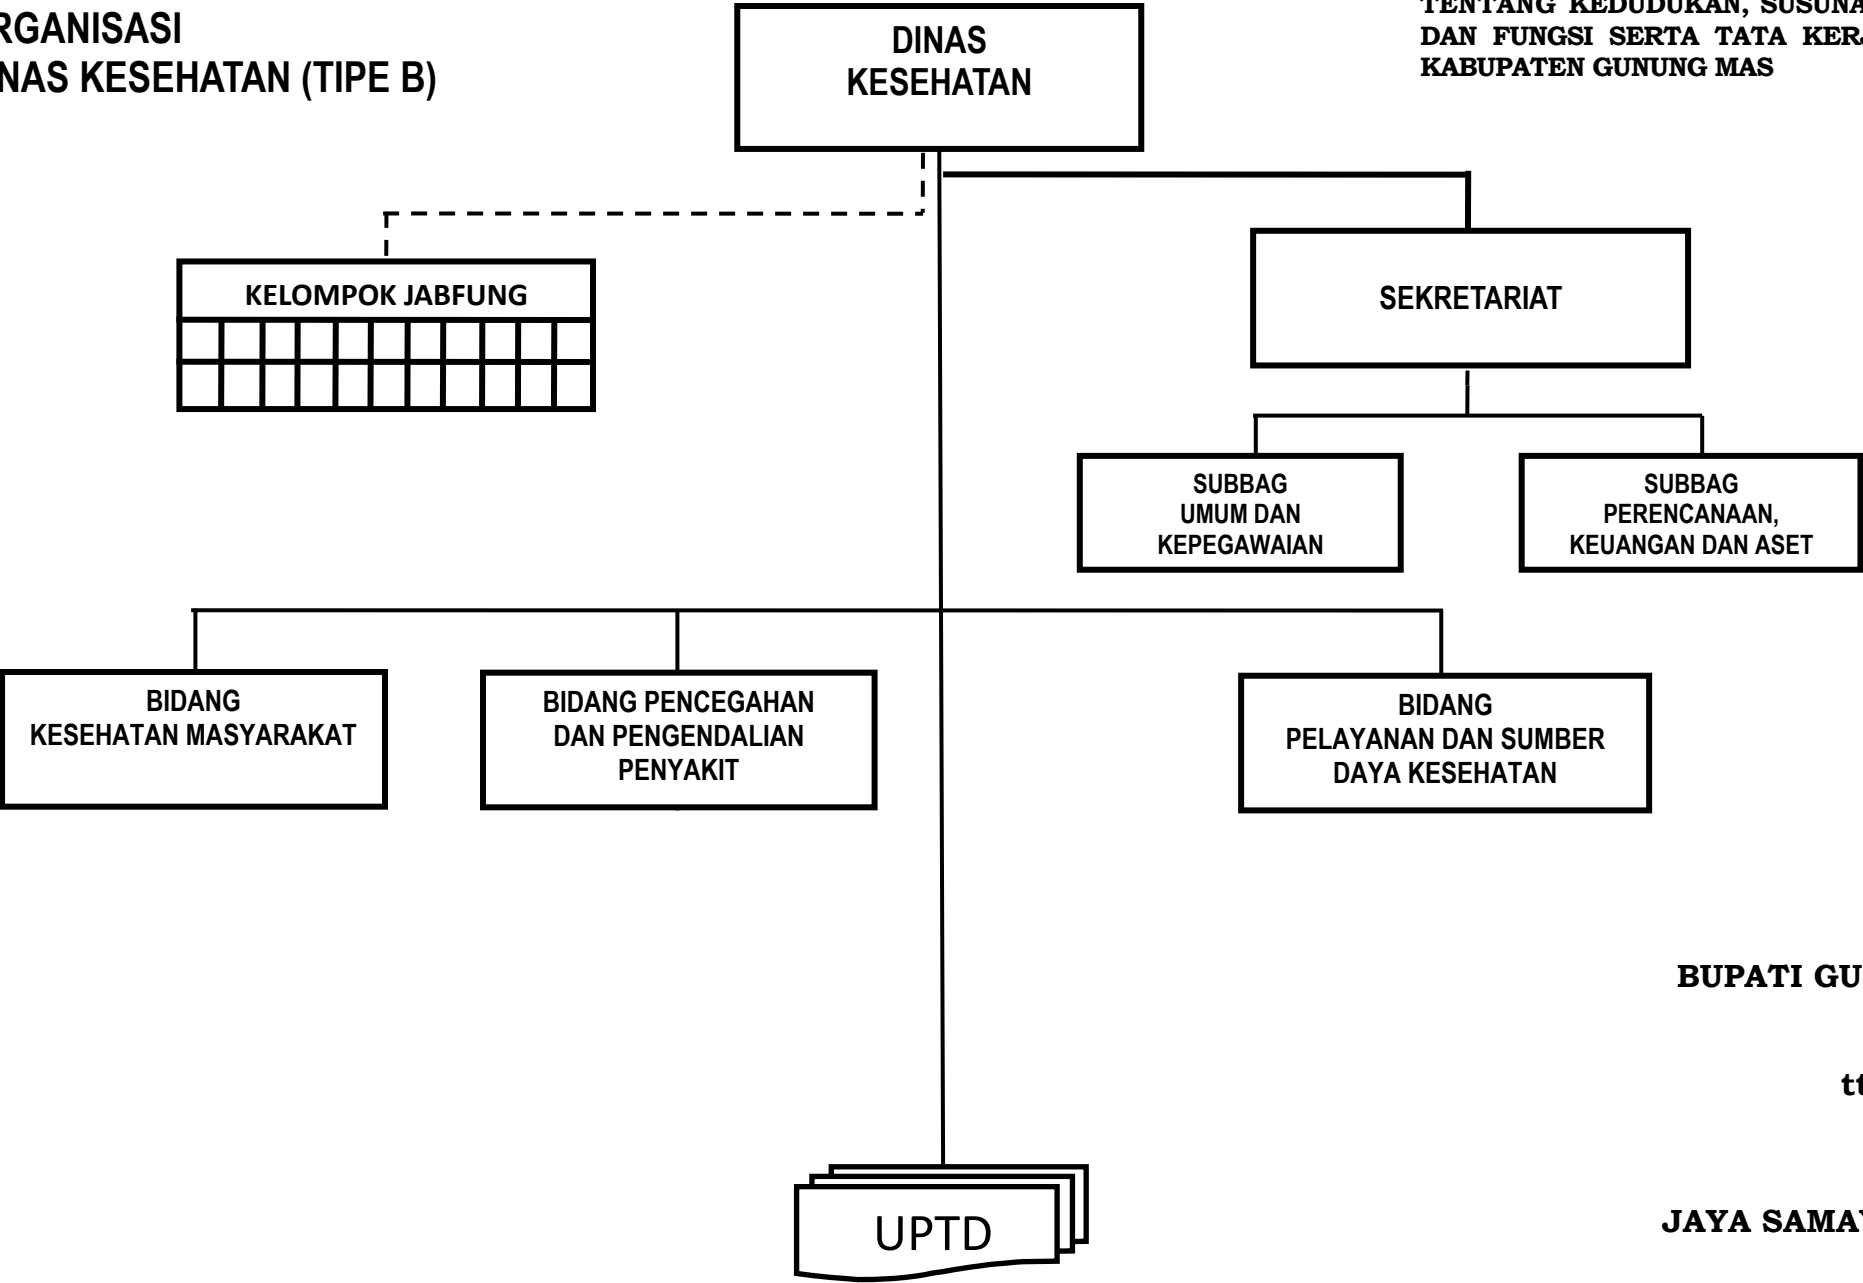 RGANISASI
NAS KESEHATAN (TIPE B)
TENTANG KEDUDUKAN, SUSUNA
DAN FUNGSI SERTA TATA KERJ
KABUPATEN GUNUNG MAS
DINAS
KESEHATAN
KELOMPOK JABFUNG
SEKRETARIAT
SUBBAG
UMUM DAN
KEPEGAWAIAN
SUBBAG
PERENCANAAN,
KEUANGAN DAN ASET
BIDANG
KESEHATAN MASYARAKAT
BIDANG PENCEGAHAN
DAN PENGENDALIAN
PENYAKIT
BIDANG
PELAYANAN DAN SUMBER
DAYA KESEHATAN
BUPATI GU
tt
JAYA SAMAY
UPTD